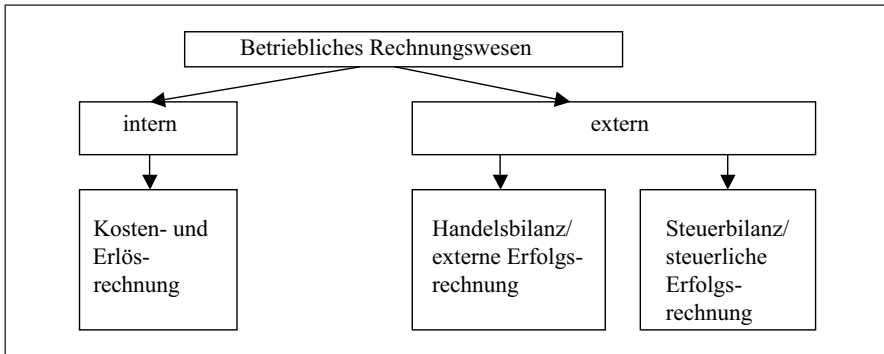 Betriebliches Rechnungswesen
intern
extern
Kosten- und
Erlös-
rechnung
Handelsbilanz/
externe Erfolgs-
rechnung
Steuerbilanz/
steuerliche
Erfolgs-
rechnung